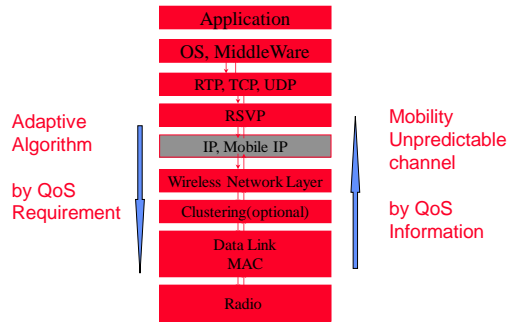 Application
OS, MiddleWare
RTP, TCP, UDP
RSVP
IP, Mobile IP
Wireless Network Layer
Clustering(optional)
Data Link
MAC
Radio
Adaptive
Algorithm
by QoS
Requirement
Mobility
Unpredictable
channel
by QoS
Information